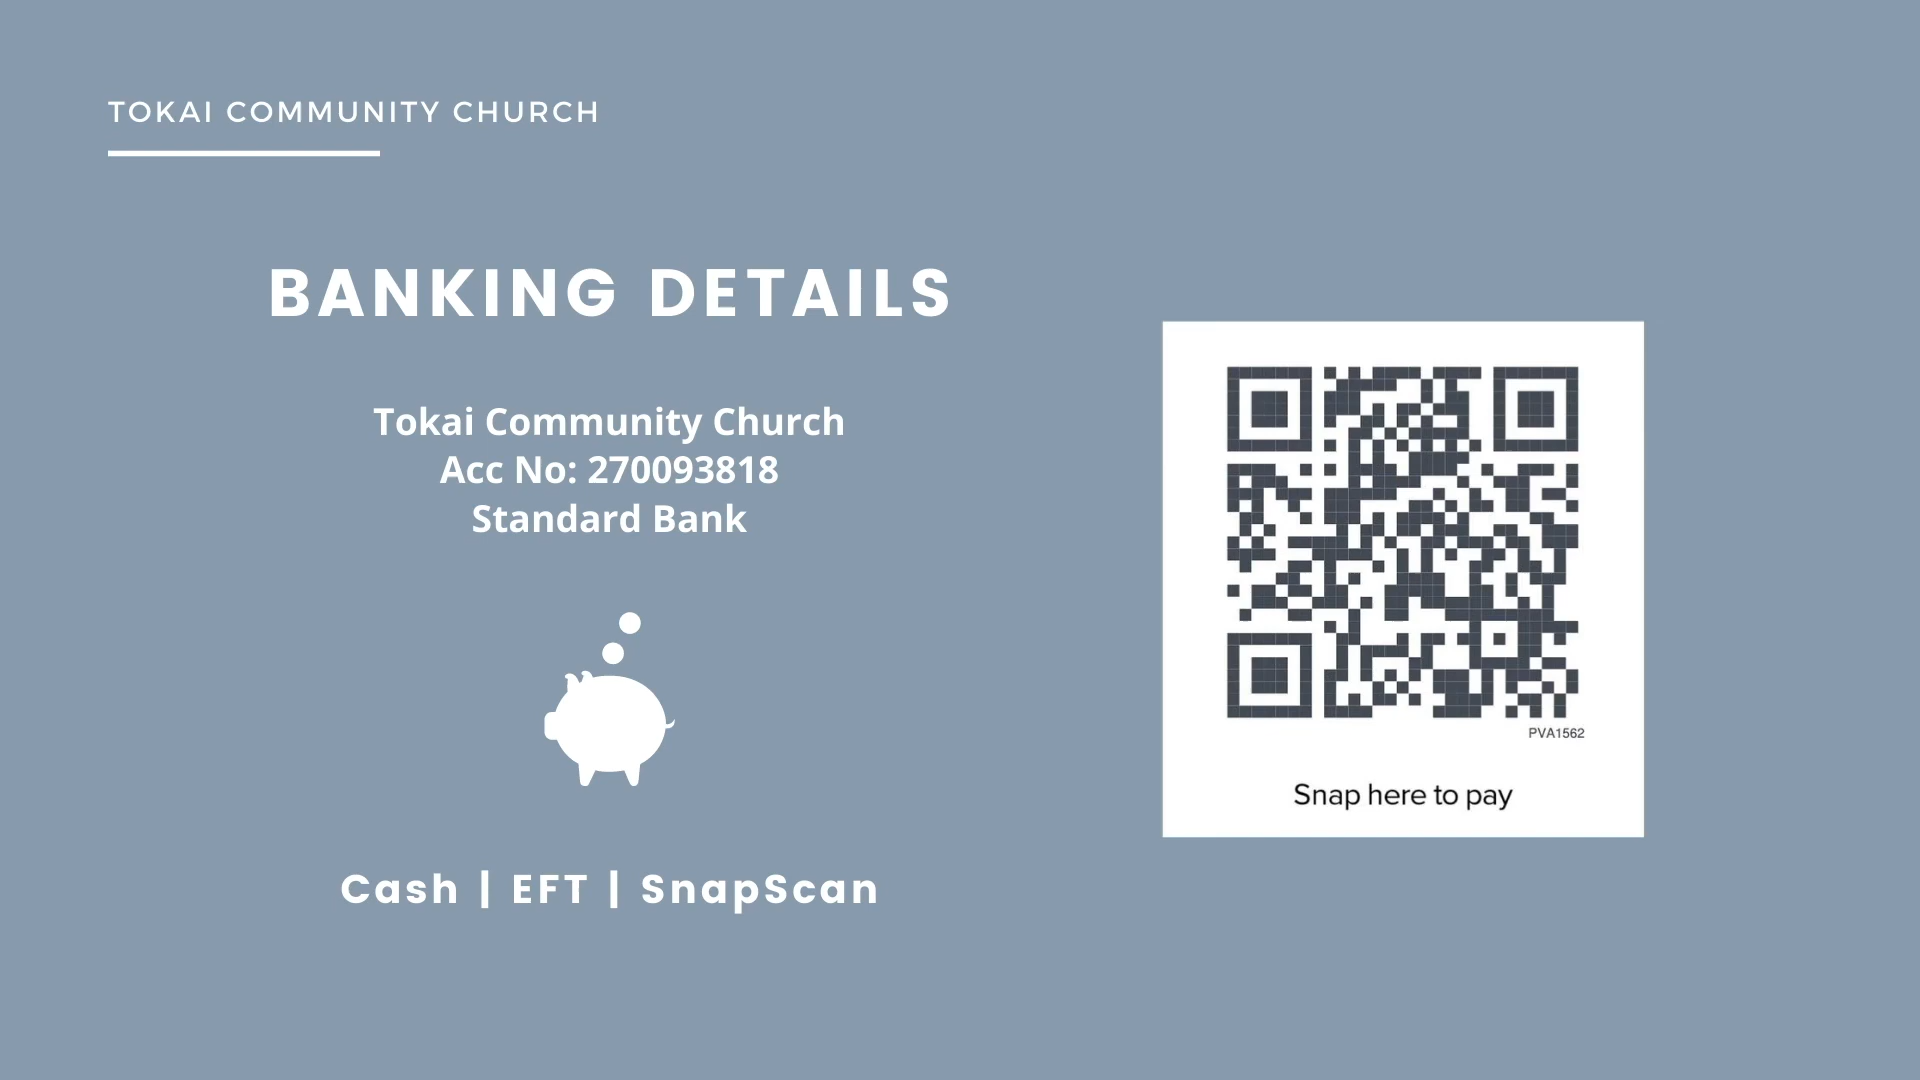 TOKAI COMMUNITY CHURCH
BANKING DETAILS
Tokai Community Church
Acc No: 270093818
Standard Bank
Cash | EFT | SnapScan
PVA1562
Snap here to pay